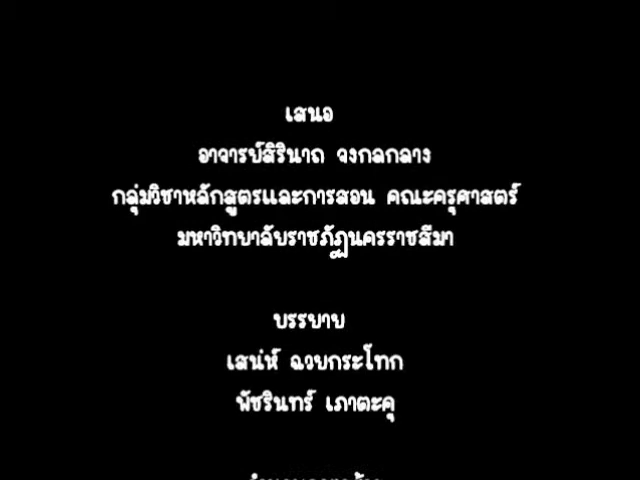 เสนอ
อาจารย์สิรินาถ จงกลกลาง
กลุ่มวิชาหลักสูตรและการสอน คณะครุศาสตร์
มหาวิทยาลัยราชภัฏนครราชสีมา
บรรยาย
เสน่ห์ ฉวยกระโทก
พัชรินทร์ เภาตะคุ